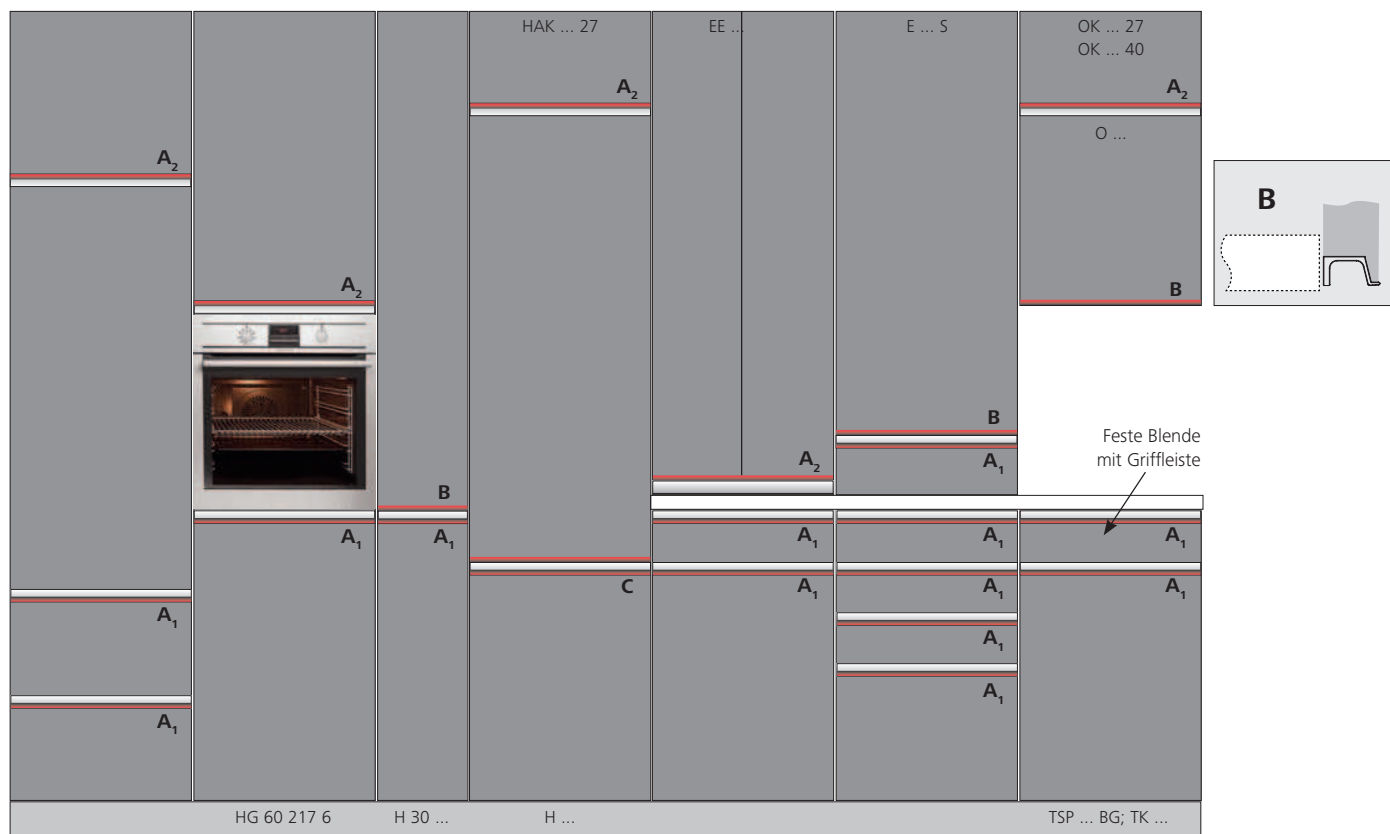 HAK ... 27
EE ...
E ... S
OK ... 27
OK ... 40
A₂
A₂
O ...
A₂
B
A₂
B
B
A₁
Feste Blende
mit Griffleiste
A₂
B
A₁
A₁
A₁
A₁
A₁
C
A₁
A₁
A₁
A₁
A₁
A₁
A₁
HG 60 217 6
H 30 ...
H ...
TSP ... BG; TK ...